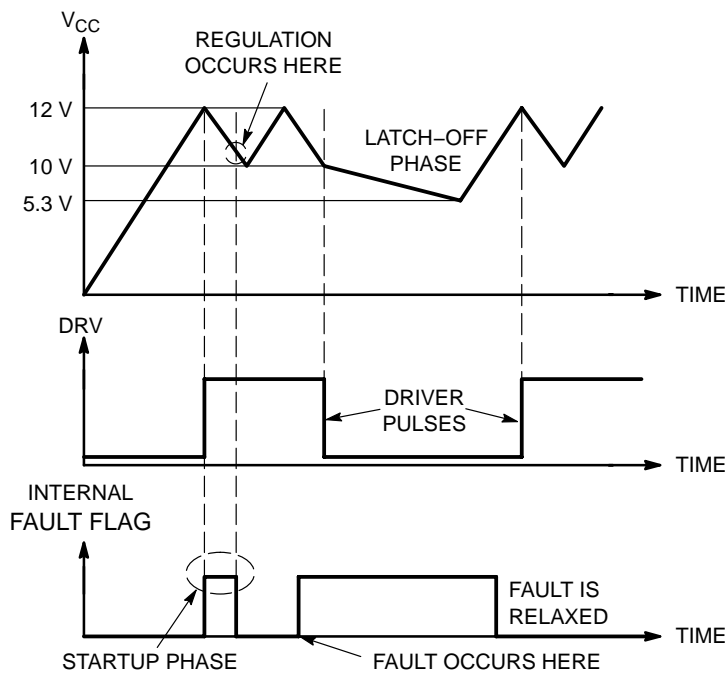 VCC
REGULATION
OCCURS HERE
12 V
LATCH−OFF
PHASE
10 V
5.3 V
TIME
DRV
DRIVER
PULSES
TIME
INTERNAL
FAULT FLAG
FAULT IS
RELAXED
TIME
STARTUP PHASE
FAULT OCCURS HERE